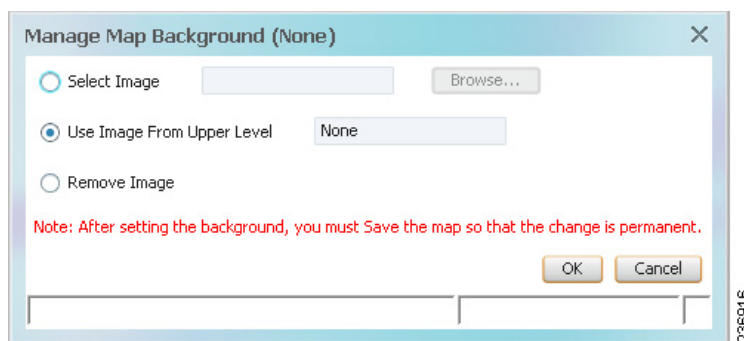 Manage Map Background (None)
Select Image Browse...
Use Image From Upper Level None
Remove Image
Note: After setting the background, you must Save the map so that the change is permanent.
OK Cancel
236916